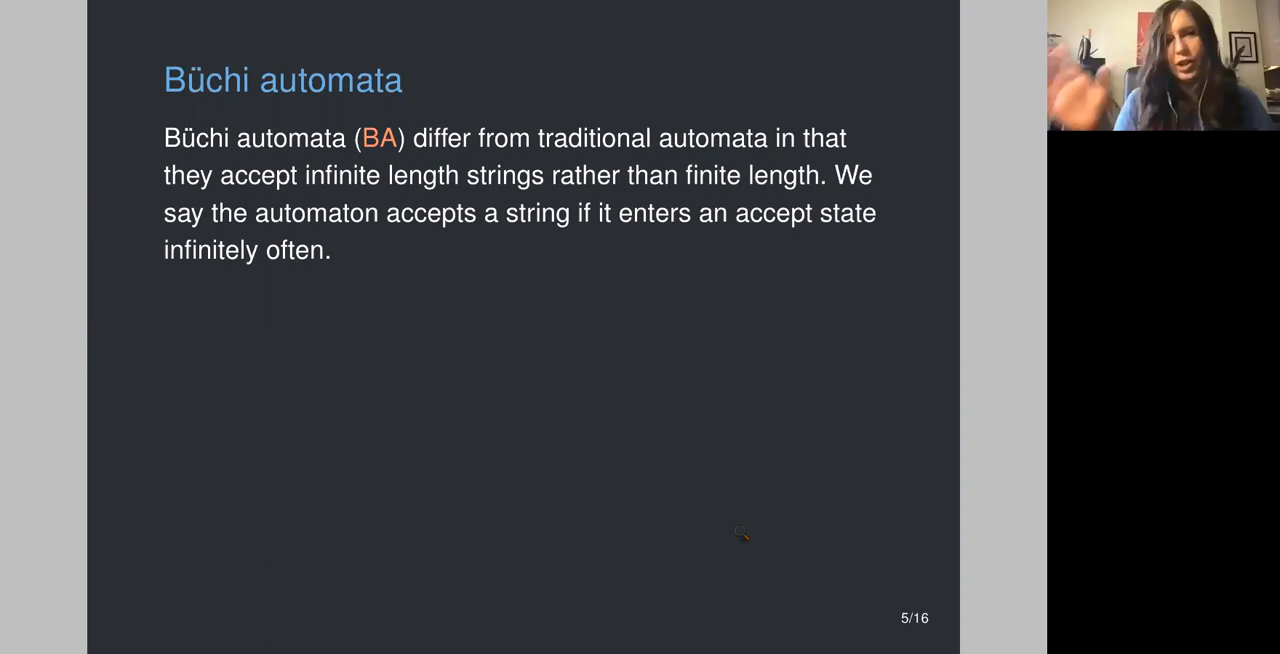 Büchi automata
Büchi automata (BA) differ from traditional automata in that
they accept infinite length strings rather than finite length. We
say the automaton accepts a string if it enters an accept state
infinitely often.
5/16